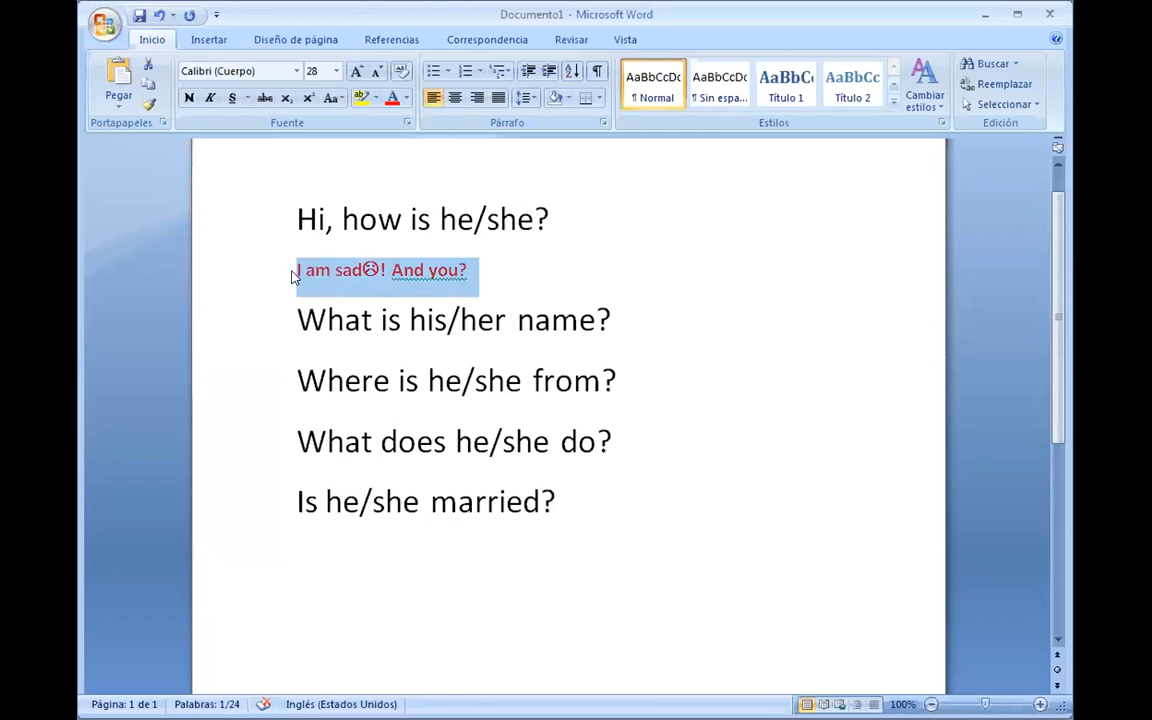 Documento1 - Microsoft Word
Inicio Insertar Diseño de página Referencias Correspondencia Revisar Vista
Calibri (Cuerpo) 28
Pegar
N K S abc X₂ X² Aa
AaBbCcDc AaBbCcDc AaBbC AaBbCc
¶ Normal ¶ Sin espa... Título 1 Título 2
Cambiar estilos
Buscar
Reemplazar
Seleccionar
Portapapeles Fuente Párrafo Estilos Edición
Hi, how is he/she?
I am sad☹! And you?
What is his/her name?
Where is he/she from?
What does he/she do?
Is he/she married?
Página: 1 de 1 Palabras: 1/24 Inglés (Estados Unidos) 100%